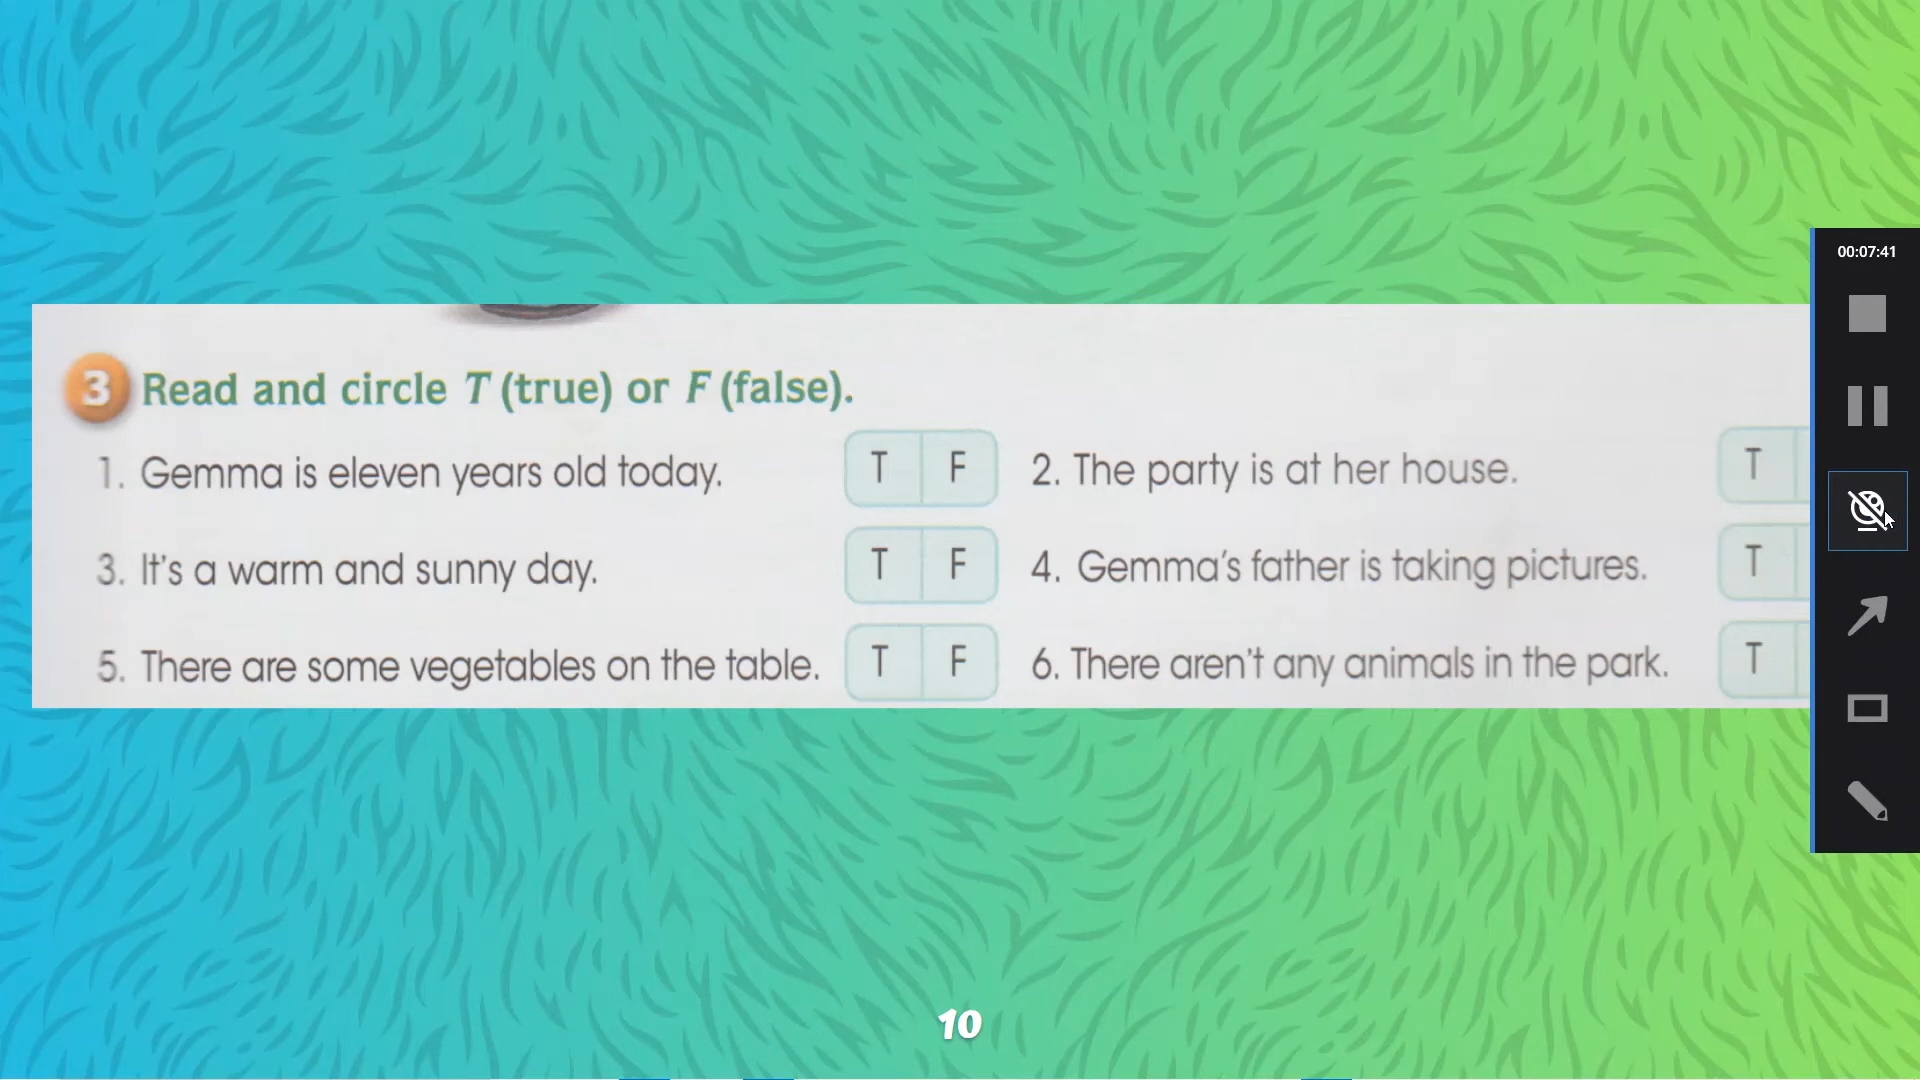 00:07:41
3 Read and circle T (true) or F (false).
1. Gemma is eleven years old today. T F 2. The party is at her house. T
3. It's a warm and sunny day. T F 4. Gemma's father is taking pictures. T
5. There are some vegetables on the table. T F 6. There aren't any animals in the park. T
10